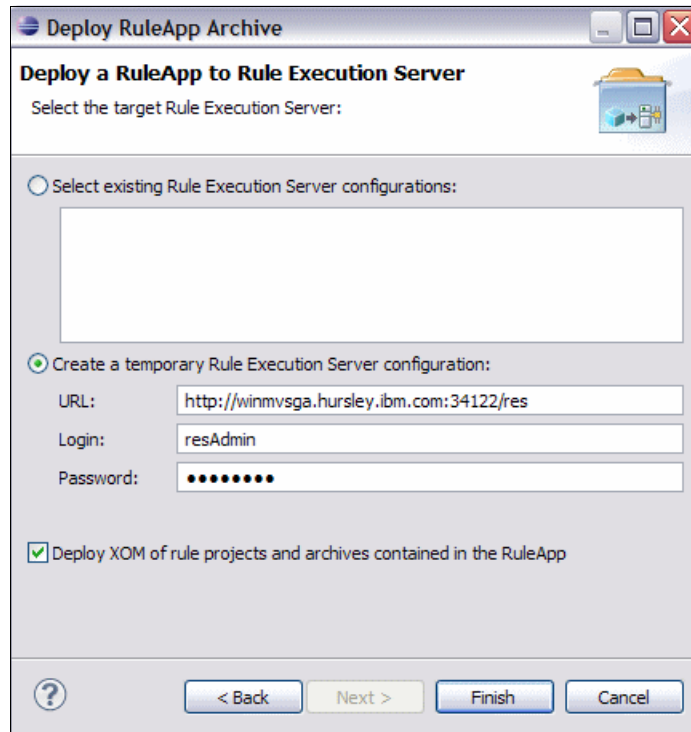 Deploy RuleApp Archive
Deploy a RuleApp to Rule Execution Server
Select the target Rule Execution Server:
Select existing Rule Execution Server configurations:
Create a temporary Rule Execution Server configuration:
URL: http://winmvsga.hursley.ibm.com:34122/res
Login: resAdmin
Password: ●●●●●●●●
Deploy XOM of rule projects and archives contained in the RuleApp
? < Back Next > Finish Cancel